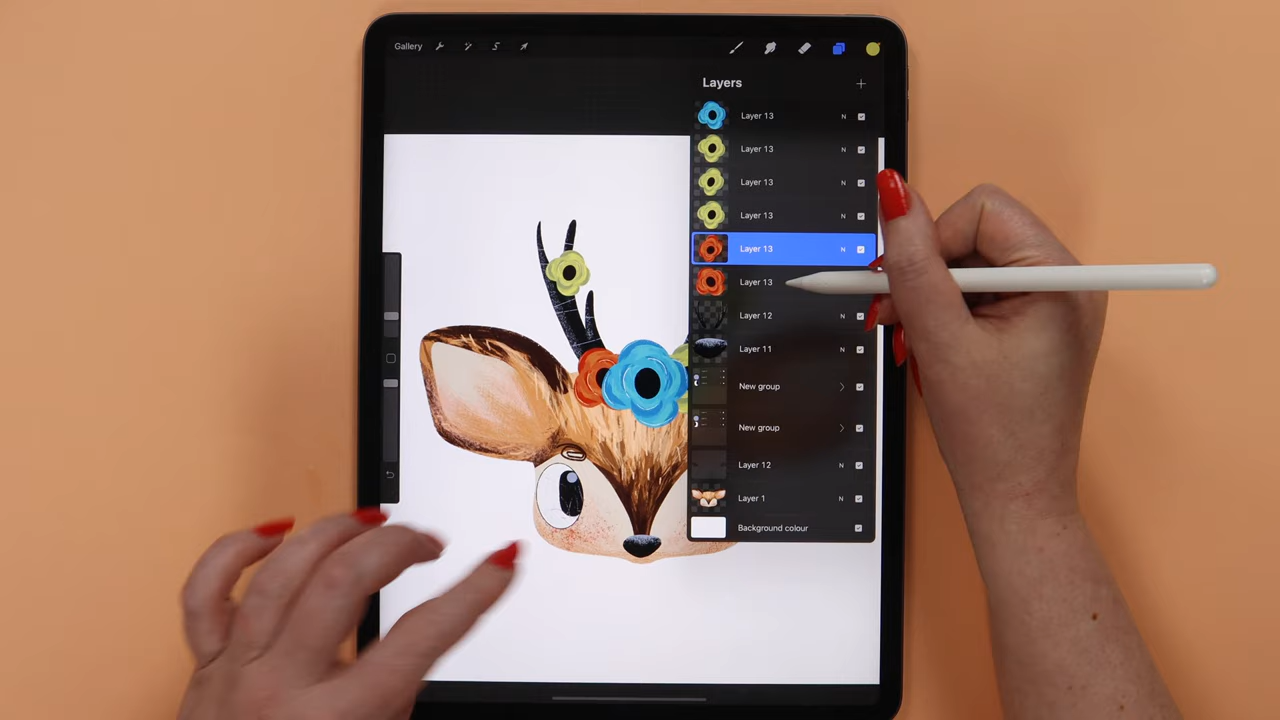 Gallery
Layers
Layer 13 N
Layer 13 N
Layer 13 N
Layer 13 N
Layer 13 N
Layer 13
Layer 12 N
Layer 11 N
New group
New group
Layer 12 N
Layer 1 N
Background colour